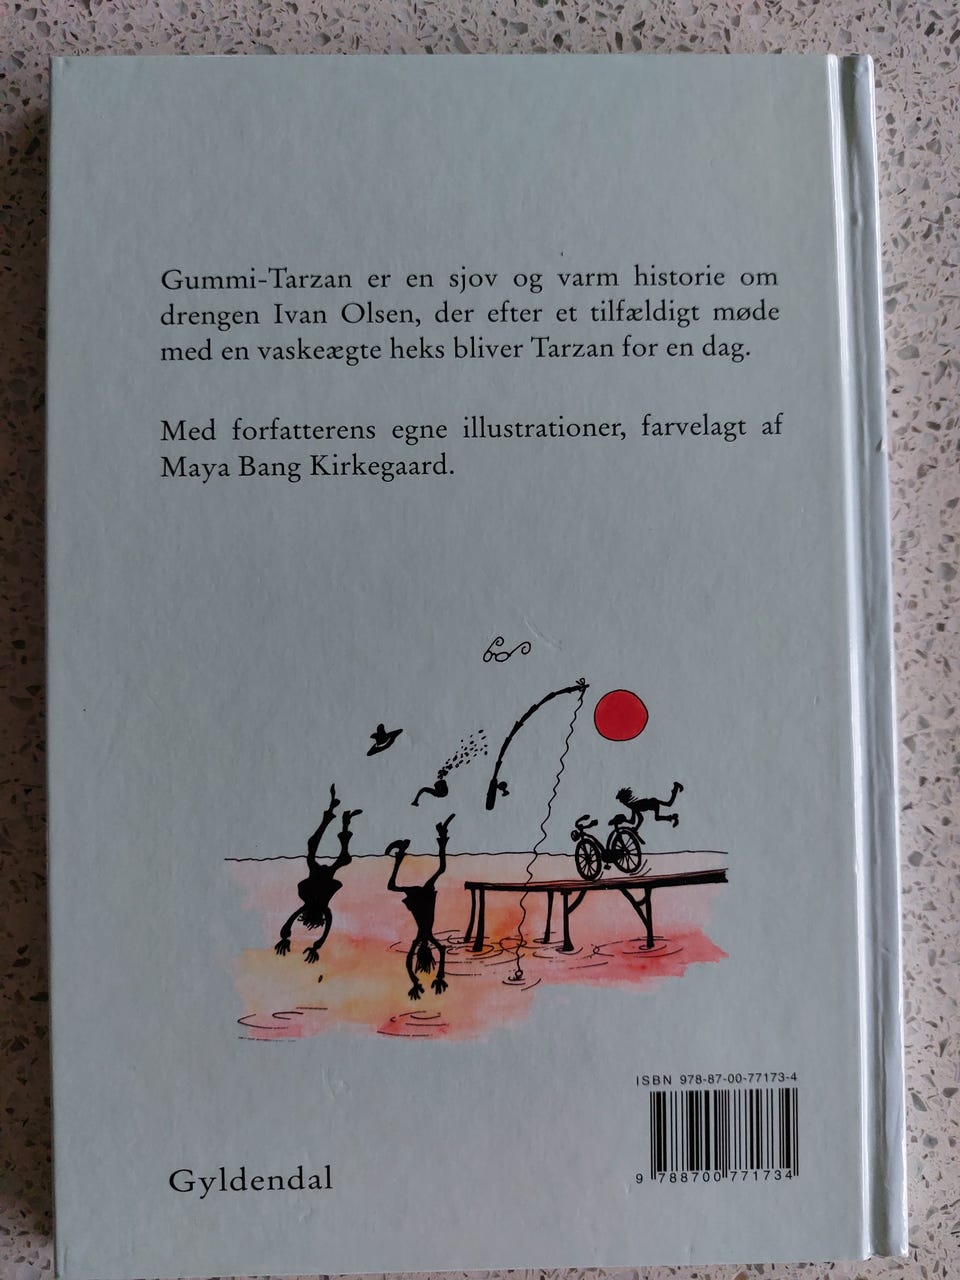 Gummi-Tarzan er en sjov og varm historie om
drengen Ivan Olsen, der efter et tilfældigt møde
med en vaskeægte heks bliver Tarzan for en dag.
Med forfatterens egne illustrationer, farvelagt af
Maya Bang Kirkegaard.
ISBN 978-87-00-77173-4
9 788700 771734
Gyldendal